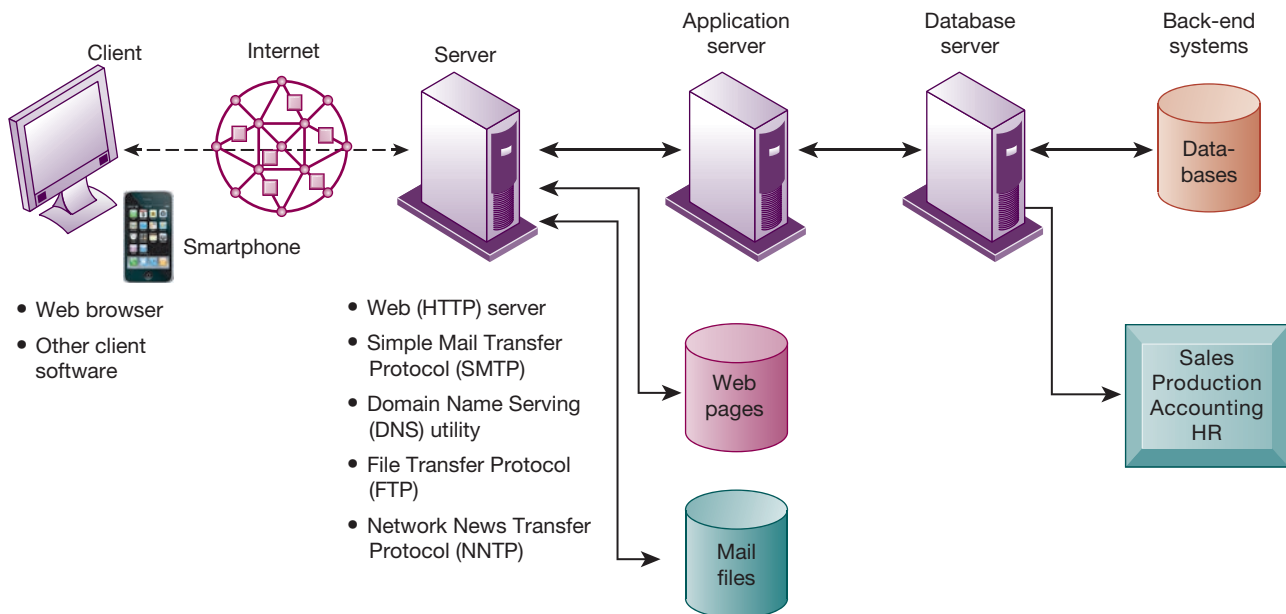 Client
Internet
Server
Application
server
Database
server
Back-end
systems
Data-
bases
Smartphone
• Web browser
• Other client
software
• Web (HTTP) server
• Simple Mail Transfer
Protocol (SMTP)
• Domain Name Serving
(DNS) utility
• File Transfer Protocol
(FTP)
• Network News Transfer
Protocol (NNTP)
Web
pages
Mail
files
Sales
Production
Accounting
HR